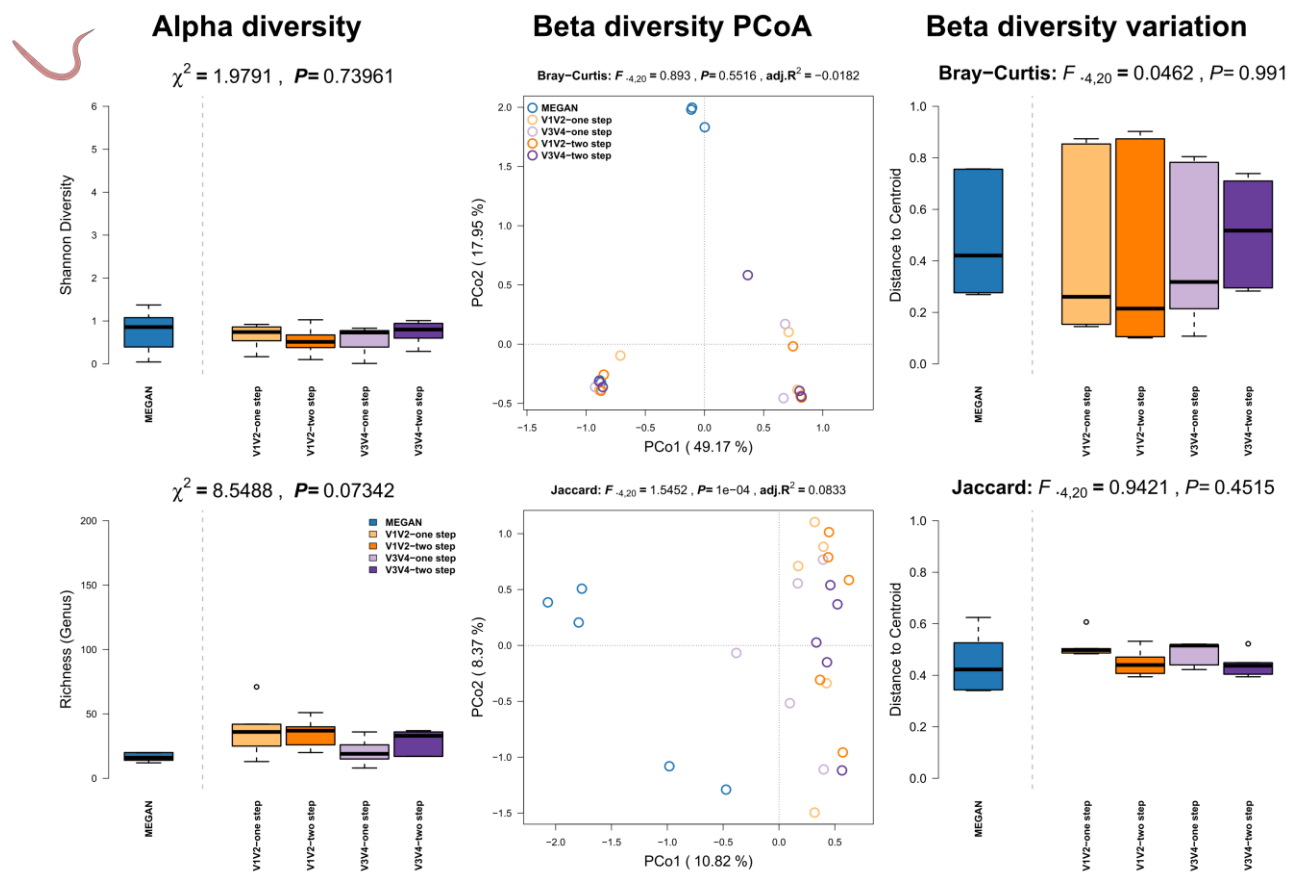 Alpha diversity
Beta diversity PCoA
Beta diversity variation
χ² = 1.9791 , P= 0.73961
Bray−Curtis: F .4,20 = 0.893 , P= 0.5516 , adj.R² = −0.0182
Bray−Curtis: F .4,20 = 0.0462 , P= 0.991
Shannon Diversity
6
5
4
3
2
1
0
MEGAN
V1V2−one step
V1V2−two step
V3V4−one step
V3V4−two step
PCo2 ( 17.95 %)
2.0
1.5
1.0
0.5
0.0
−0.5
MEGAN
V1V2−one step
V3V4−one step
V1V2−two step
V3V4−two step
−1.5 −1.0 −0.5 0.0 0.5 1.0
PCo1 ( 49.17 %)
Distance to Centroid
1.0
0.8
0.6
0.4
0.2
0.0
MEGAN
V1V2−one step
V1V2−two step
V3V4−one step
V3V4−two step
χ² = 8.5488 , P= 0.07342
Jaccard: F .4,20 = 1.5452 , P= 1e−04 , adj.R² = 0.0833
Jaccard: F .4,20 = 0.9421 , P= 0.4515
Richness (Genus)
200
150
100
50
0
MEGAN
V1V2−one step
V1V2−two step
V3V4−one step
V3V4−two step
MEGAN
V1V2−one step
V1V2−two step
V3V4−one step
V3V4−two step
PCo2 ( 8.37 %)
1.0
0.5
0.0
−0.5
−1.0
−1.5
−2.0 −1.5 −1.0 −0.5 0.0 0.5
PCo1 ( 10.82 %)
Distance to Centroid
1.0
0.8
0.6
0.4
0.2
0.0
MEGAN
V1V2−one step
V1V2−two step
V3V4−one step
V3V4−two step